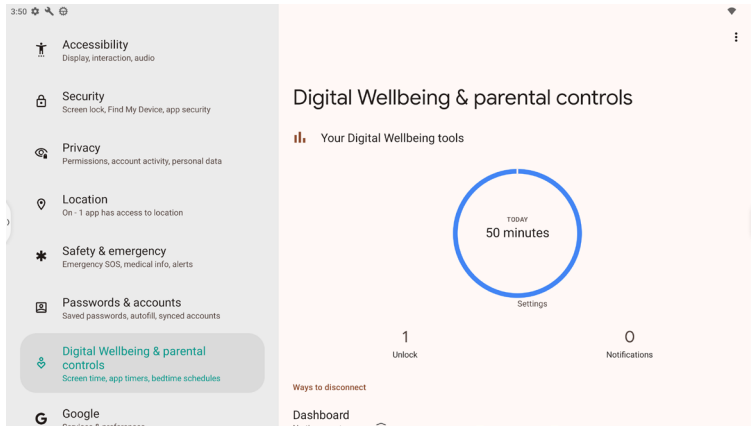 3:50
Accessibility
Display, interaction, audio
Security
Screen lock, Find My Device, app security
Privacy
Permissions, account activity, personal data
Location
On - 1 app has access to location
Safety & emergency
Emergency SOS, medical info, alerts
Passwords & accounts
Saved passwords, autofill, synced accounts
Digital Wellbeing & parental
controls
Screen time, app timers, bedtime schedules
Google
Digital Wellbeing & parental controls
Your Digital Wellbeing tools
TODAY
50 minutes
Settings
1
Unlock
0
Notifications
Ways to disconnect
Dashboard